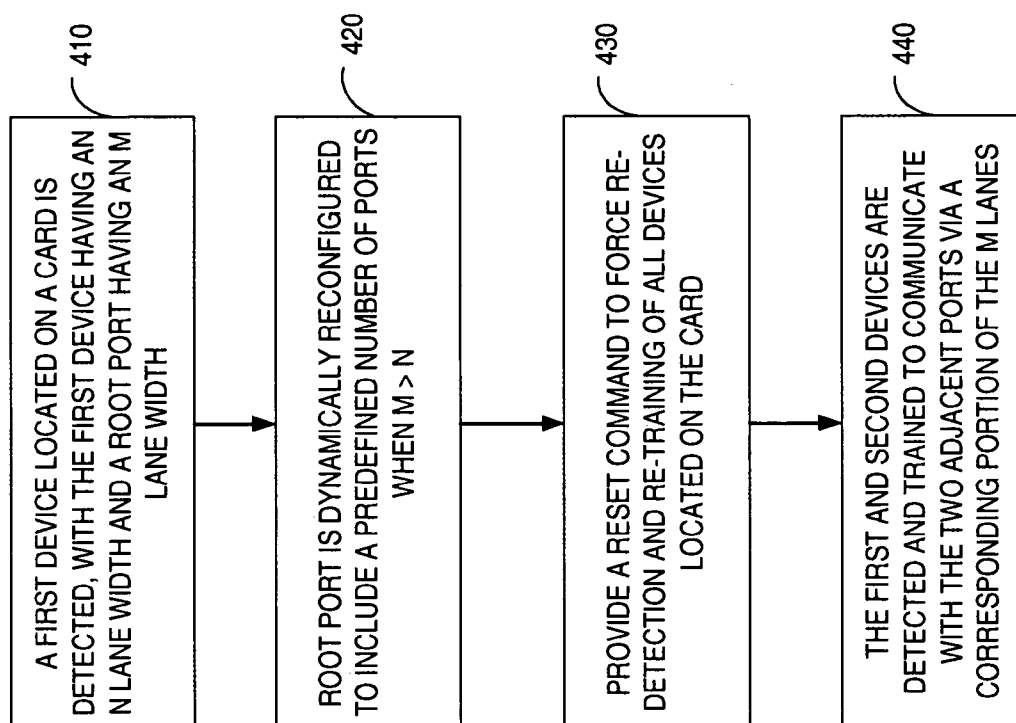 410
A FIRST DEVICE LOCATED ON A CARD IS
DETECTED, WITH THE FIRST DEVICE HAVING AN
N LANE WIDTH AND A ROOT PORT HAVING AN M
LANE WIDTH
420
ROOT PORT IS DYNAMICALLY RECONFIGURED
TO INCLUDE A PREDEFINED NUMBER OF PORTS
WHEN M > N
430
PROVIDE A RESET COMMAND TO FORCE RE-
DETECTION AND RE-TRAINING OF ALL DEVICES
LOCATED ON THE CARD
440
THE FIRST AND SECOND DEVICES ARE
DETECTED AND TRAINED TO COMMUNICATE
WITH THE TWO ADJACENT PORTS VIA A
CORRESPONDING PORTION OF THE M LANES